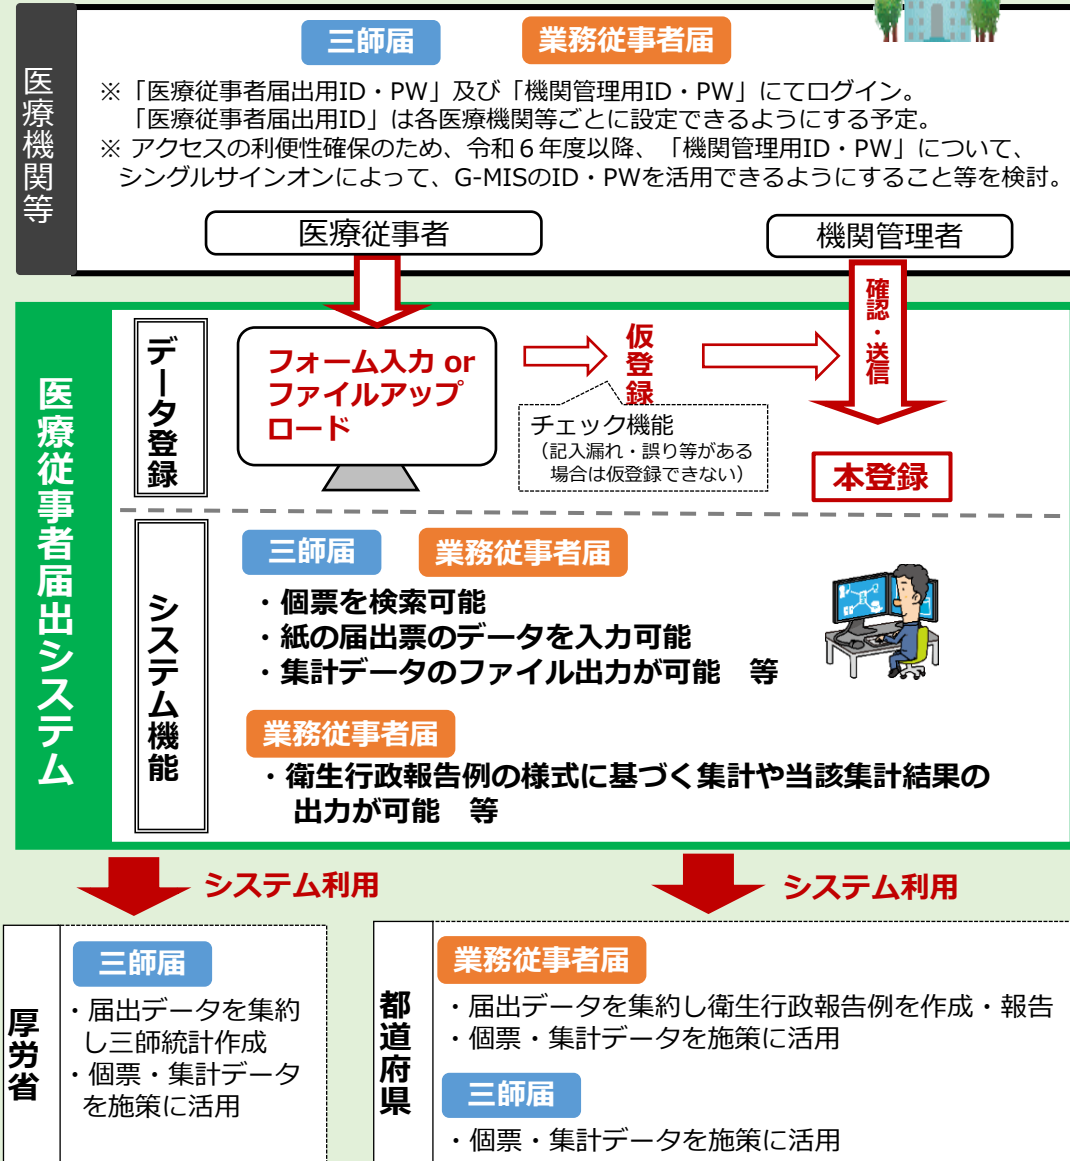 医療機関等
三師届
業務従事者届
※「医療従事者届出用ID・PW」及び「機関管理用ID・PW」にてログイン。
「医療従事者届出用ID」は各医療機関等ごとに設定できるようにする予定。
※ アクセスの利便性確保のため、令和６年度以降、「機関管理用ID・PW」について、
シングルサインオンによって、G-MISのID・PWを活用できるようにすること等を検討。
医療従事者
機関管理者
医療従事者届出システム
データ登録
フォーム入力 or
ファイルアップ
ロード
仮登録
チェック機能
（記入漏れ・誤り等がある
場合は仮登録できない）
確認・送信
本登録
システム機能
三師届
業務従事者届
・個票を検索可能
・紙の届出票のデータを入力可能
・集計データのファイル出力が可能　等
業務従事者届
・衛生行政報告例の様式に基づく集計や当該集計結果の
出力が可能　等
システム利用
システム利用
厚労省
三師届
・届出データを集約
し三師統計作成
・個票・集計データ
を施策に活用
都道府県
業務従事者届
・届出データを集約し衛生行政報告例を作成・報告
・個票・集計データを施策に活用
三師届
・個票・集計データを施策に活用